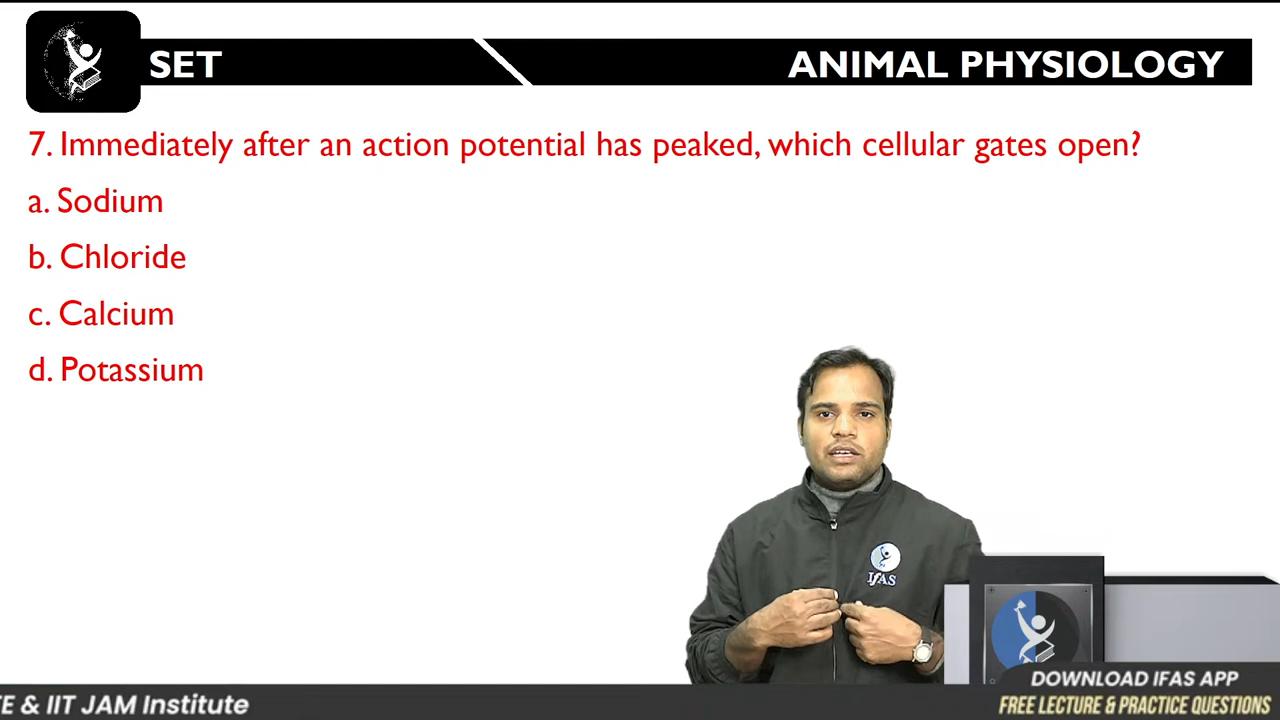 SET
ANIMAL PHYSIOLOGY
7. Immediately after an action potential has peaked, which cellular gates open?
a. Sodium
b. Chloride
c. Calcium
d. Potassium
IFAS
DOWNLOAD IFAS APP
TE & IIT JAM Institute
FREE LECTURE & PRACTICE QUESTIONS